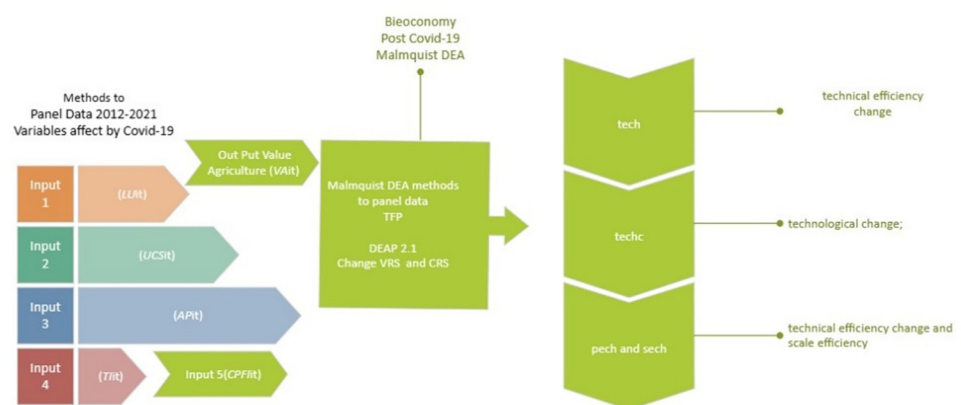 Bieoconomy
Post Covid-19
Malmquist DEA
Methods to
Panel Data 2012-2021
Variables affect by Covid-19
Out Put Value
Agriculture (VAit)
Input
1
(LUit)
Input
2
(UCSit)
Input
3
(APit)
Input
4
(TIit)
Input 5(CPFIit)
Malmquist DEA methods
to panel data
TFP
DEAP 2.1
Change VRS and CRS
tech
technical efficiency
change
techc
technological change;
pech and sech
technical efficiency change and
scale efficiency